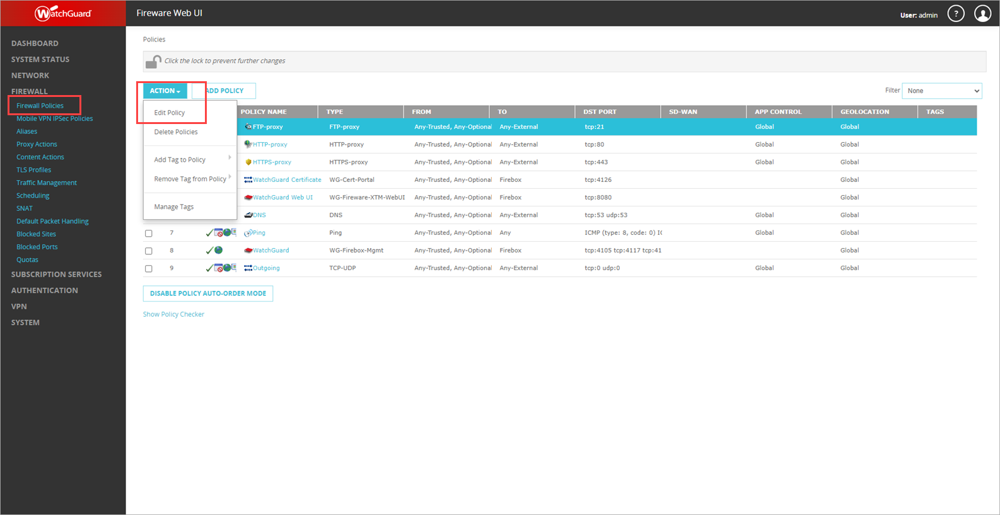 WatchGuard
Fireware Web UI
User: admin
?
DASHBOARD
SYSTEM STATUS
NETWORK
FIREWALL
Firewall Policies
Mobile VPN IPSec Policies
Aliases
Proxy Actions
Content Actions
TLS Profiles
Traffic Management
Scheduling
SNAT
Default Packet Handling
Blocked Sites
Blocked Ports
Quotas
SUBSCRIPTION SERVICES
AUTHENTICATION
VPN
SYSTEM
Policies
Click the lock to prevent further changes
ACTION
ADD POLICY
Filter None
Edit Policy
Delete Policies
Add Tag to Policy
Remove Tag from Policy
Manage Tags
POLICY NAME TYPE FROM TO DST PORT SD-WAN APP CONTROL GEOLOCATION TAGS
FTP-proxy FTP-proxy Any-Trusted, Any-Optional Any-External tcp:21 Global Global
HTTP-proxy HTTP-proxy Any-Trusted, Any-Optional Any-External tcp:80 Global Global
HTTPS-proxy HTTPS-proxy Any-Trusted, Any-Optional Any-External tcp:443 Global Global
WatchGuard Certificate WG-Cert-Portal Any-Trusted, Any-Optional Firebox tcp:4126 Global
WatchGuard Web UI WG-Fireware-XTM-WebUI Any-Trusted, Any-Optional Firebox tcp:8080 Global
DNS DNS Any-Trusted, Any-Optional Any-External tcp:53 udp:53 Global Global
7 Ping Ping Any-Trusted, Any-Optional Any ICMP (type: 8, code: 0) IC Global Global
8 WatchGuard WG-Firebox-Mgmt Any-Trusted, Any-Optional Firebox tcp:4105 tcp:4117 tcp:41 Global
9 Outgoing TCP-UDP Any-Trusted, Any-Optional Any-External tcp:0 udp:0 Global Global
DISABLE POLICY AUTO-ORDER MODE
Show Policy Checker